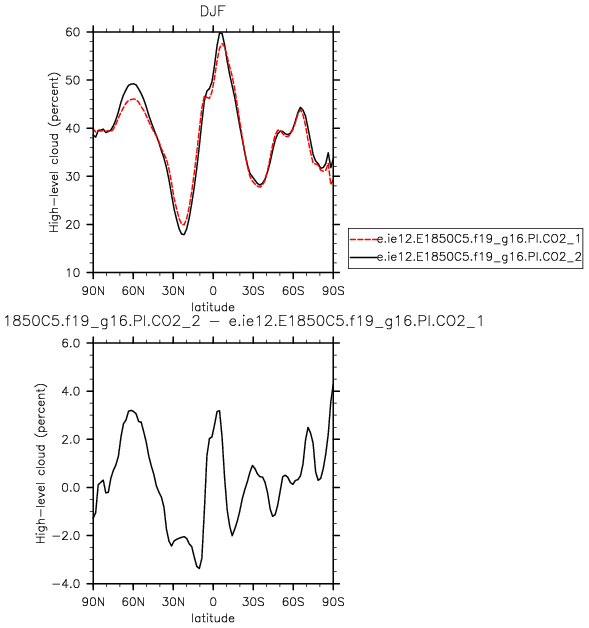 DJF
60
50
40
30
20
10
High-level cloud (percent)
90N 60N 30N 0 30S 60S 90S
latitude
e.ie12.E1850C5.f19_g16.PI.CO2_1
e.ie12.E1850C5.f19_g16.PI.CO2_2
1850C5.f19_g16.PI.CO2_2 − e.ie12.E1850C5.f19_g16.PI.CO2_1
6.0
4.0
2.0
0.0
−2.0
−4.0
High-level cloud (percent)
90N 60N 30N 0 30S 60S 90S
latitude